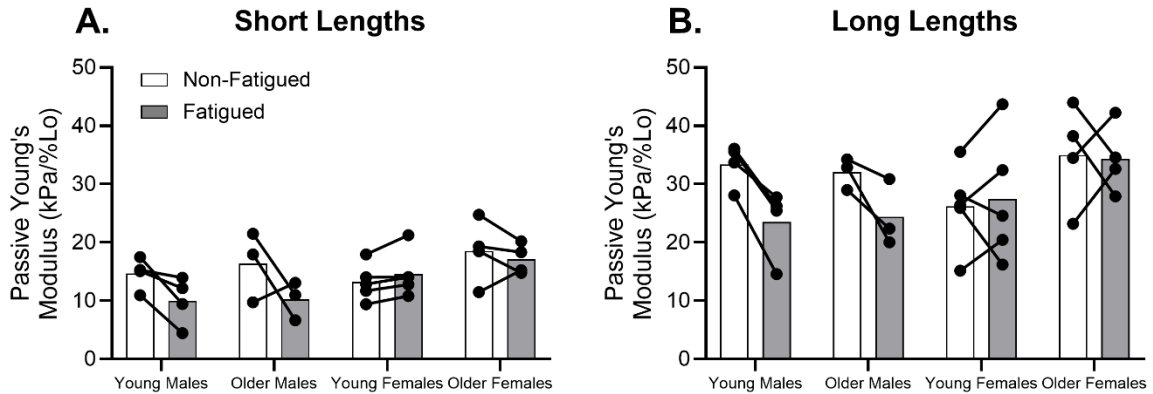 A. Short Lengths
Passive Young's
Modulus (kPa/%Lo)
50
40
30
20
10
0
Non-Fatigued
Fatigued
Young Males Older Males Young Females Older Females
B. Long Lengths
Passive Young's
Modulus (kPa/%Lo)
50
40
30
20
10
0
Young Males Older Males Young Females Older Females